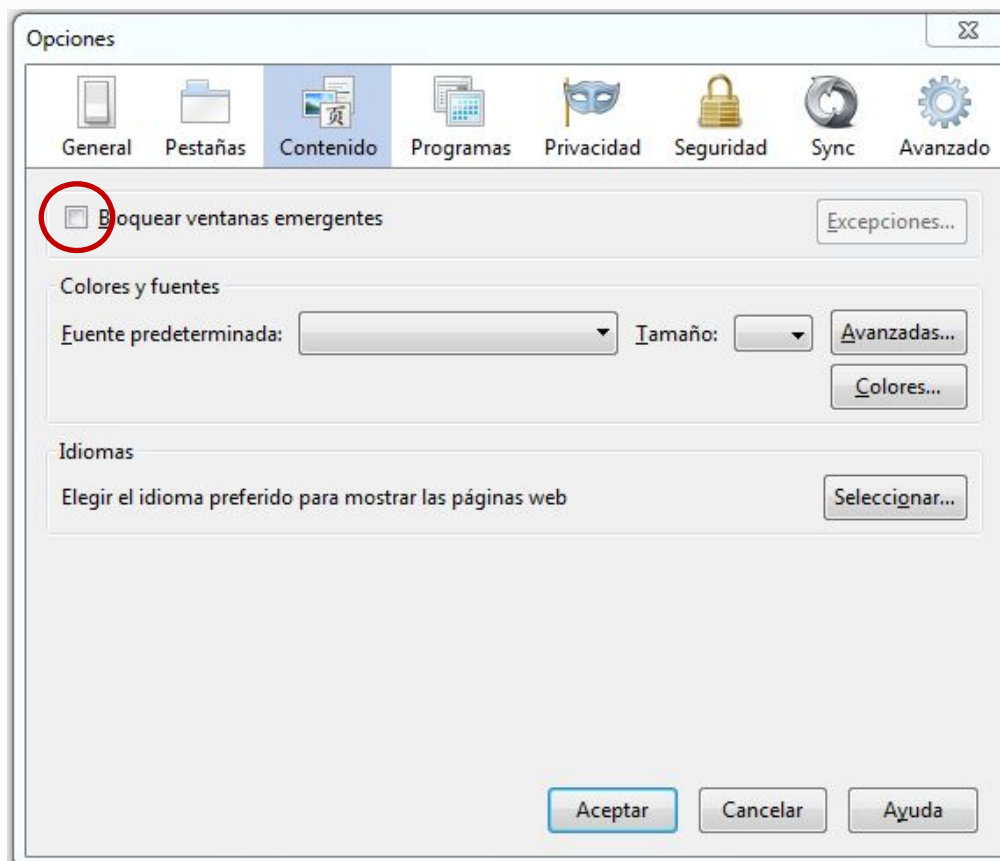 Opciones
General Pestañas Contenido Programas Privacidad Seguridad Sync Avanzado
Bloquear ventanas emergentes Excepciones...
Colores y fuentes
Fuente predeterminada: Tamaño: Avanzadas...
Colores...
Idiomas
Elegir el idioma preferido para mostrar las páginas web Seleccionar...
Aceptar Cancelar Ayuda